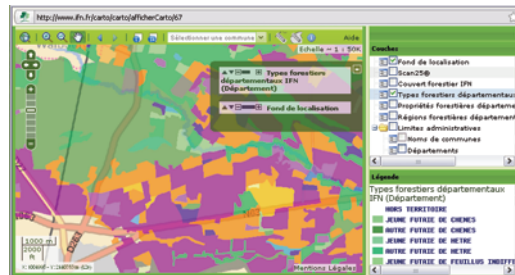 http://www.ifn.fr/carto/carto/afficherCarto/67
Sélectionner une commune
Aide
Echelle = 1 : 50K
Types forestiers
départementaux IFN
(Département)
Fond de localisation
1000 m
2000
ft
Mentions Légales
Couches
Fond de localisation
Scan25®
Couvert forestier IFN
Types forestiers départementaux
Propriétés forestières départeme
Régions forestières départeme
Limites administratives
Noms de communes
Départements
Légende
Types forestiers départementaux
IFN (Département)
HORS TERRITOIRE
JEUNE FUTAIE DE CHENES
AUTRE FUTAIE DE CHENES
JEUNE FUTAIE DE HETRE
AUTRE FUTAIE DE HETRE
JEUNE FUTAIE DE FEUILLUS INDIFFE